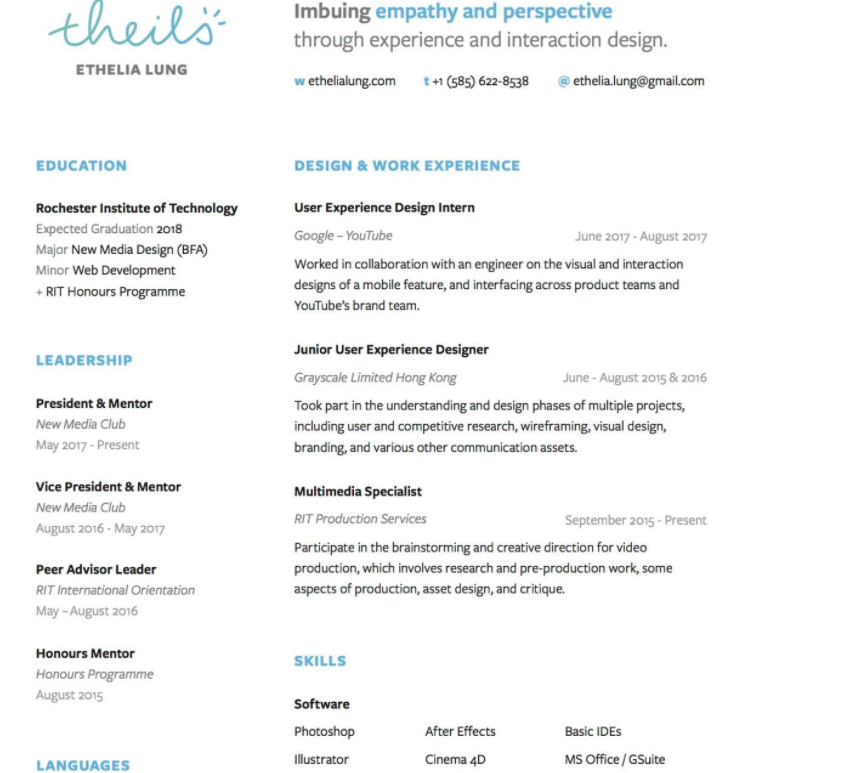 theils
ETHELIA LUNG
Imbuing empathy and perspective
through experience and interaction design.
w ethelialung.com t +1 (585) 622-8538 @ ethelia.lung@gmail.com
EDUCATION
Rochester Institute of Technology
Expected Graduation 2018
Major New Media Design (BFA)
Minor Web Development
+ RIT Honours Programme
LEADERSHIP
President & Mentor
New Media Club
May 2017 - Present
Vice President & Mentor
New Media Club
August 2016 - May 2017
Peer Advisor Leader
RIT International Orientation
May – August 2016
Honours Mentor
Honours Programme
August 2015
LANGUAGES
DESIGN & WORK EXPERIENCE
User Experience Design Intern
Google – YouTube June 2017 - August 2017
Worked in collaboration with an engineer on the visual and interaction
designs of a mobile feature, and interfacing across product teams and
YouTube's brand team.
Junior User Experience Designer
Grayscale Limited Hong Kong June - August 2015 & 2016
Took part in the understanding and design phases of multiple projects,
including user and competitive research, wireframing, visual design,
branding, and various other communication assets.
Multimedia Specialist
RIT Production Services September 2015 - Present
Participate in the brainstorming and creative direction for video
production, which involves research and pre-production work, some
aspects of production, asset design, and critique.
SKILLS
Software
Photoshop After Effects Basic IDEs
Illustrator Cinema 4D MS Office / GSuite